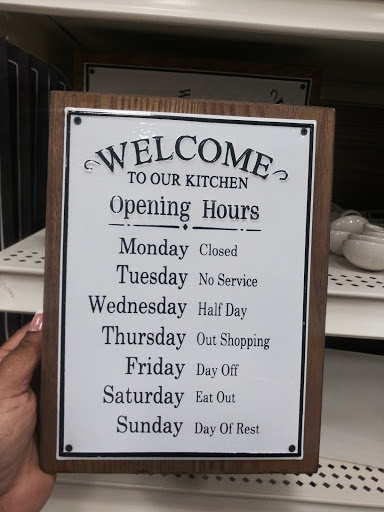 WELCOME
TO OUR KITCHEN
Opening Hours
Monday Closed
Tuesday No Service
Wednesday Half Day
Thursday Out Shopping
Friday Day Off
Saturday Eat Out
Sunday Day Of Rest